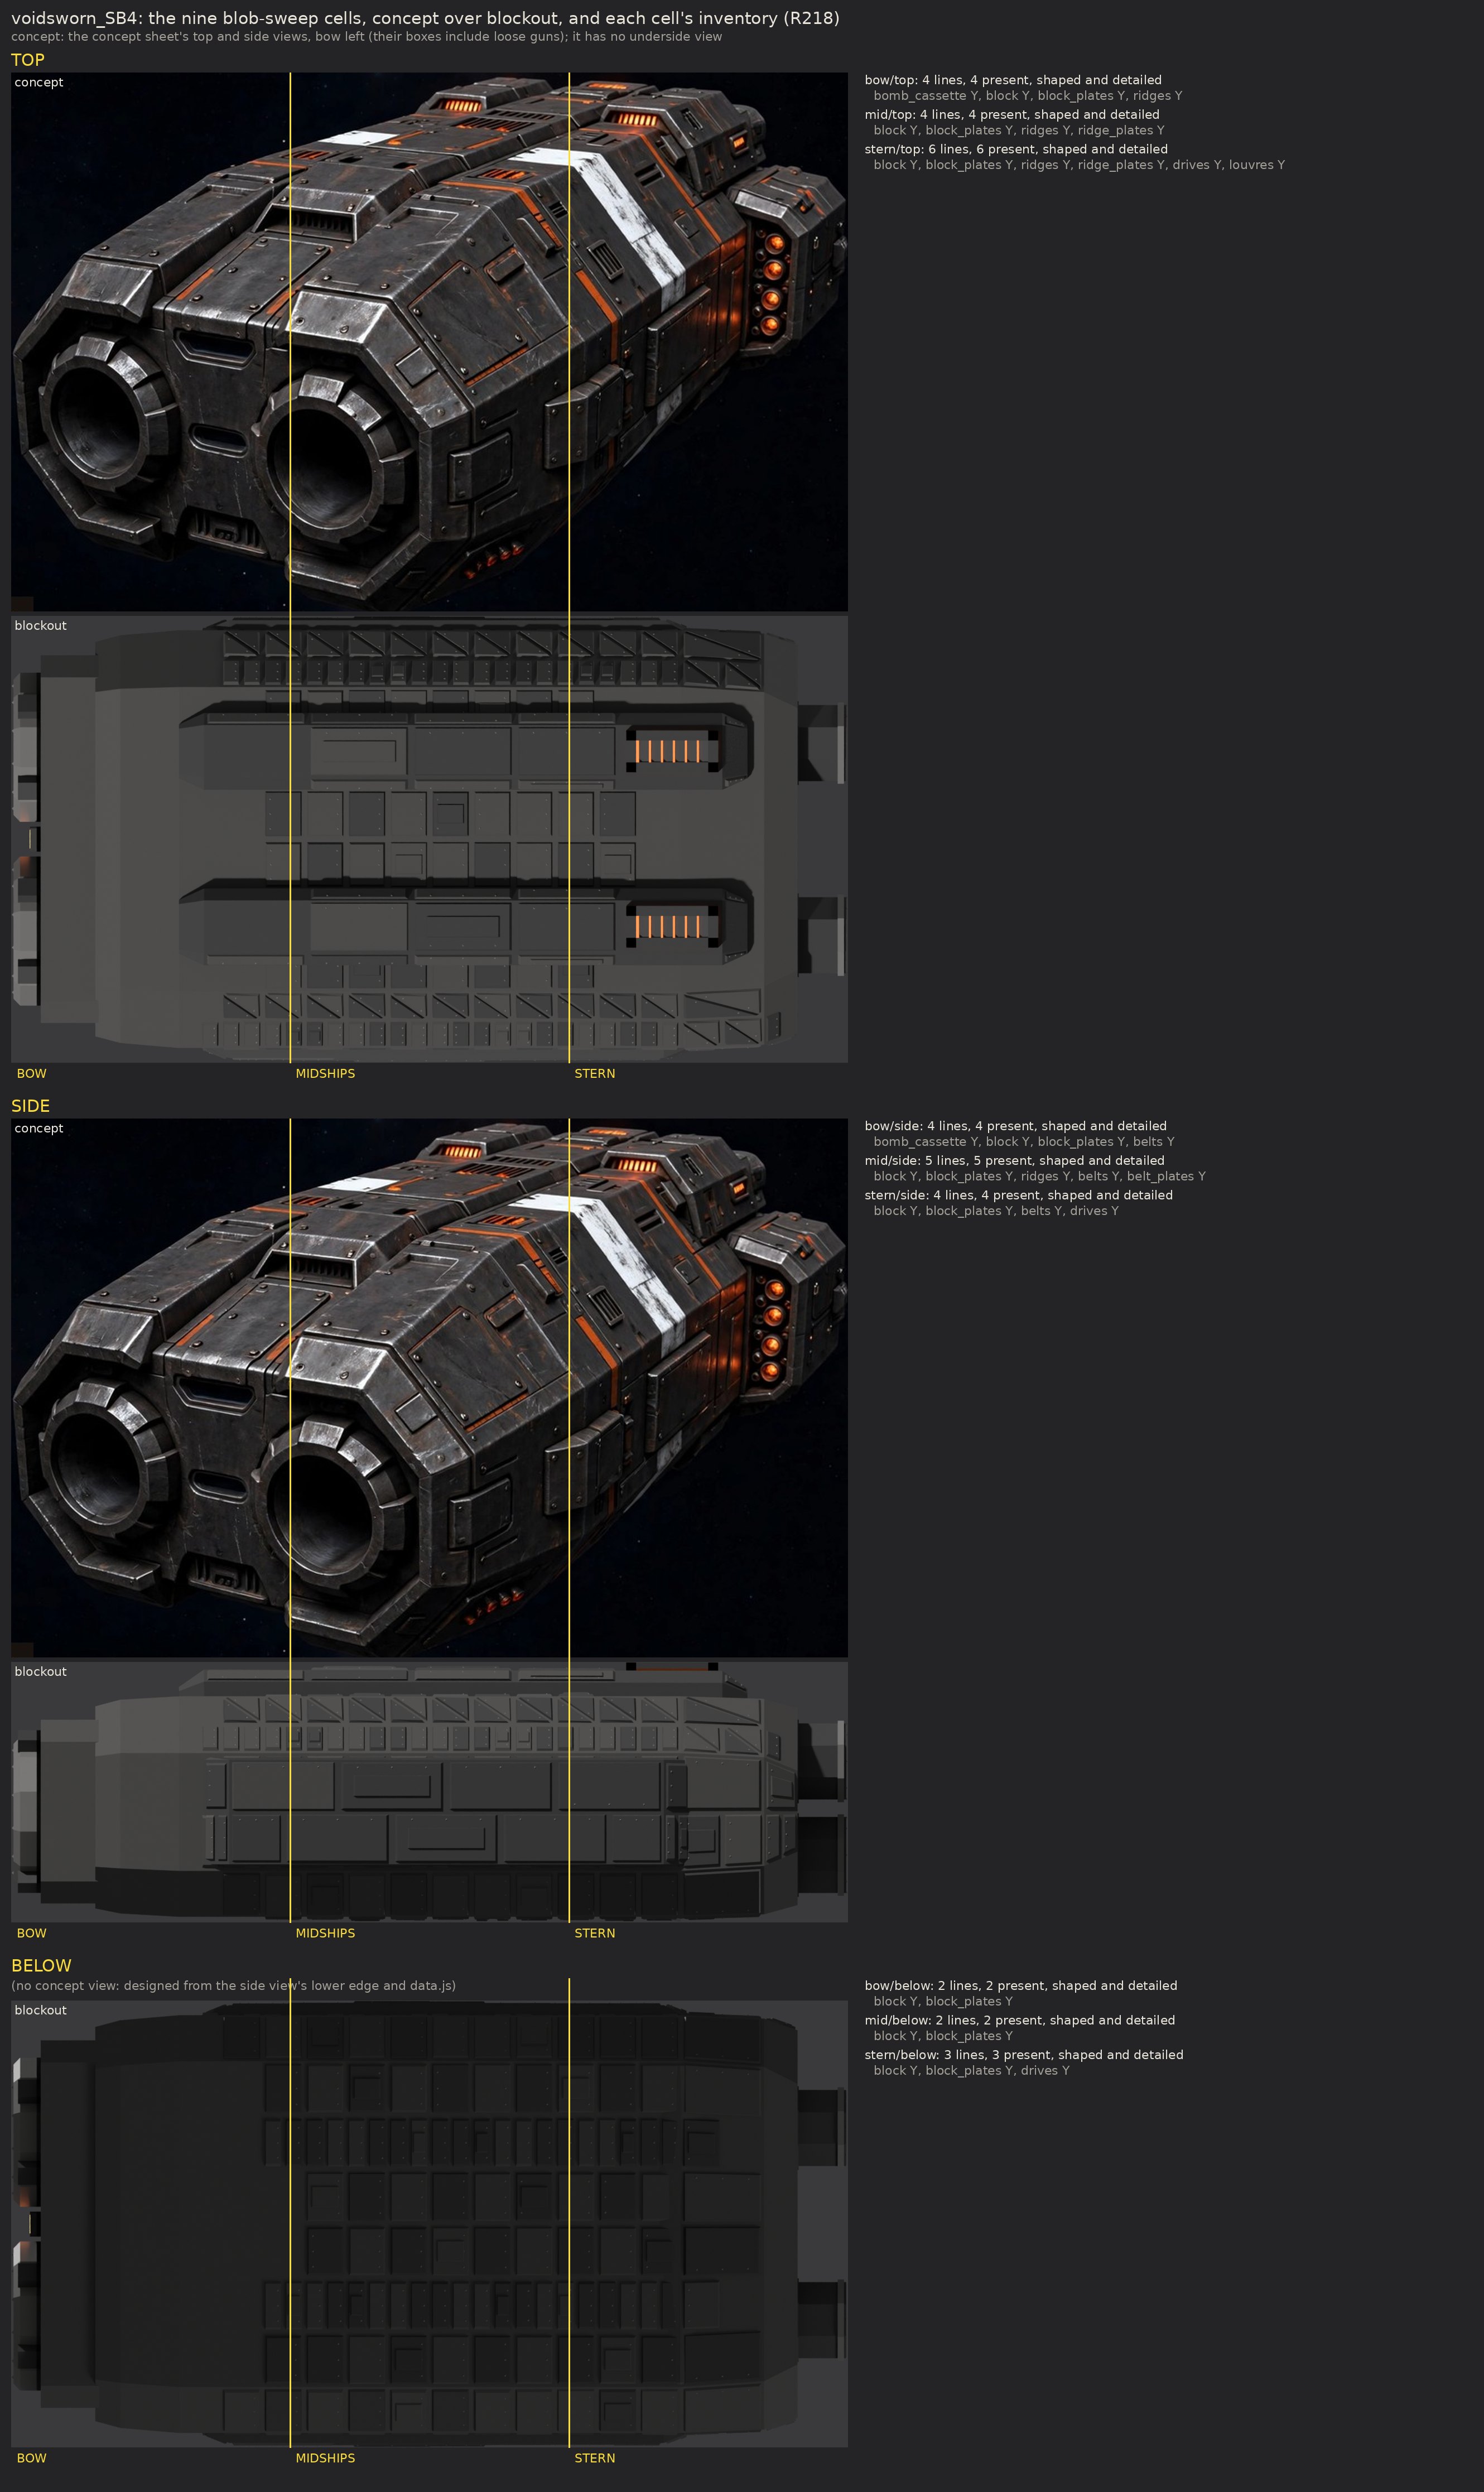 voidsworn_SB4: the nine blob-sweep cells, concept over blockout, and each cell's inventory (R218)
concept: the concept sheet's top and side views, bow left (their boxes include loose guns); it has no underside view
TOP
concept
bow/top: 4 lines, 4 present, shaped and detailed
bomb_cassette Y, block Y, block_plates Y, ridges Y
mid/top: 4 lines, 4 present, shaped and detailed
block Y, block_plates Y, ridges Y, ridge_plates Y
stern/top: 6 lines, 6 present, shaped and detailed
block Y, block_plates Y, ridges Y, ridge_plates Y, drives Y, louvres Y
blockout
BOW
MIDSHIPS
STERN
SIDE
concept
bow/side: 4 lines, 4 present, shaped and detailed
bomb_cassette Y, block Y, block_plates Y, belts Y
mid/side: 5 lines, 5 present, shaped and detailed
block Y, block_plates Y, ridges Y, belts Y, belt_plates Y
stern/side: 4 lines, 4 present, shaped and detailed
block Y, block_plates Y, belts Y, drives Y
blockout
BOW
MIDSHIPS
STERN
BELOW
(no concept view: designed from the side view's lower edge and data.js)
blockout
bow/below: 2 lines, 2 present, shaped and detailed
block Y, block_plates Y
mid/below: 2 lines, 2 present, shaped and detailed
block Y, block_plates Y
stern/below: 3 lines, 3 present, shaped and detailed
block Y, block_plates Y, drives Y
BOW
MIDSHIPS
STERN